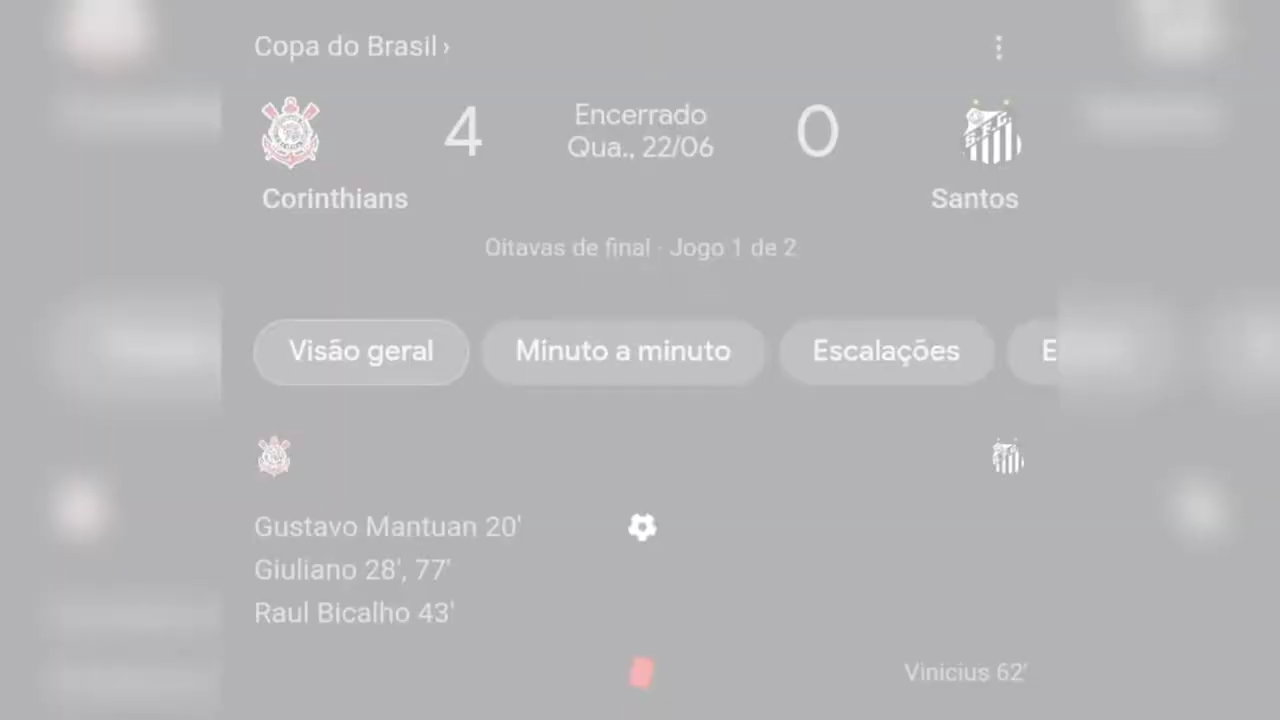 Copa do Brasil ›
4 Encerrado 0
Qua., 22/06
Corinthians Santos
Oitavas de final · Jogo 1 de 2
Visão geral Minuto a minuto Escalações E
Gustavo Mantuan 20'
Giuliano 28', 77'
Raul Bicalho 43'
Vinicius 62'